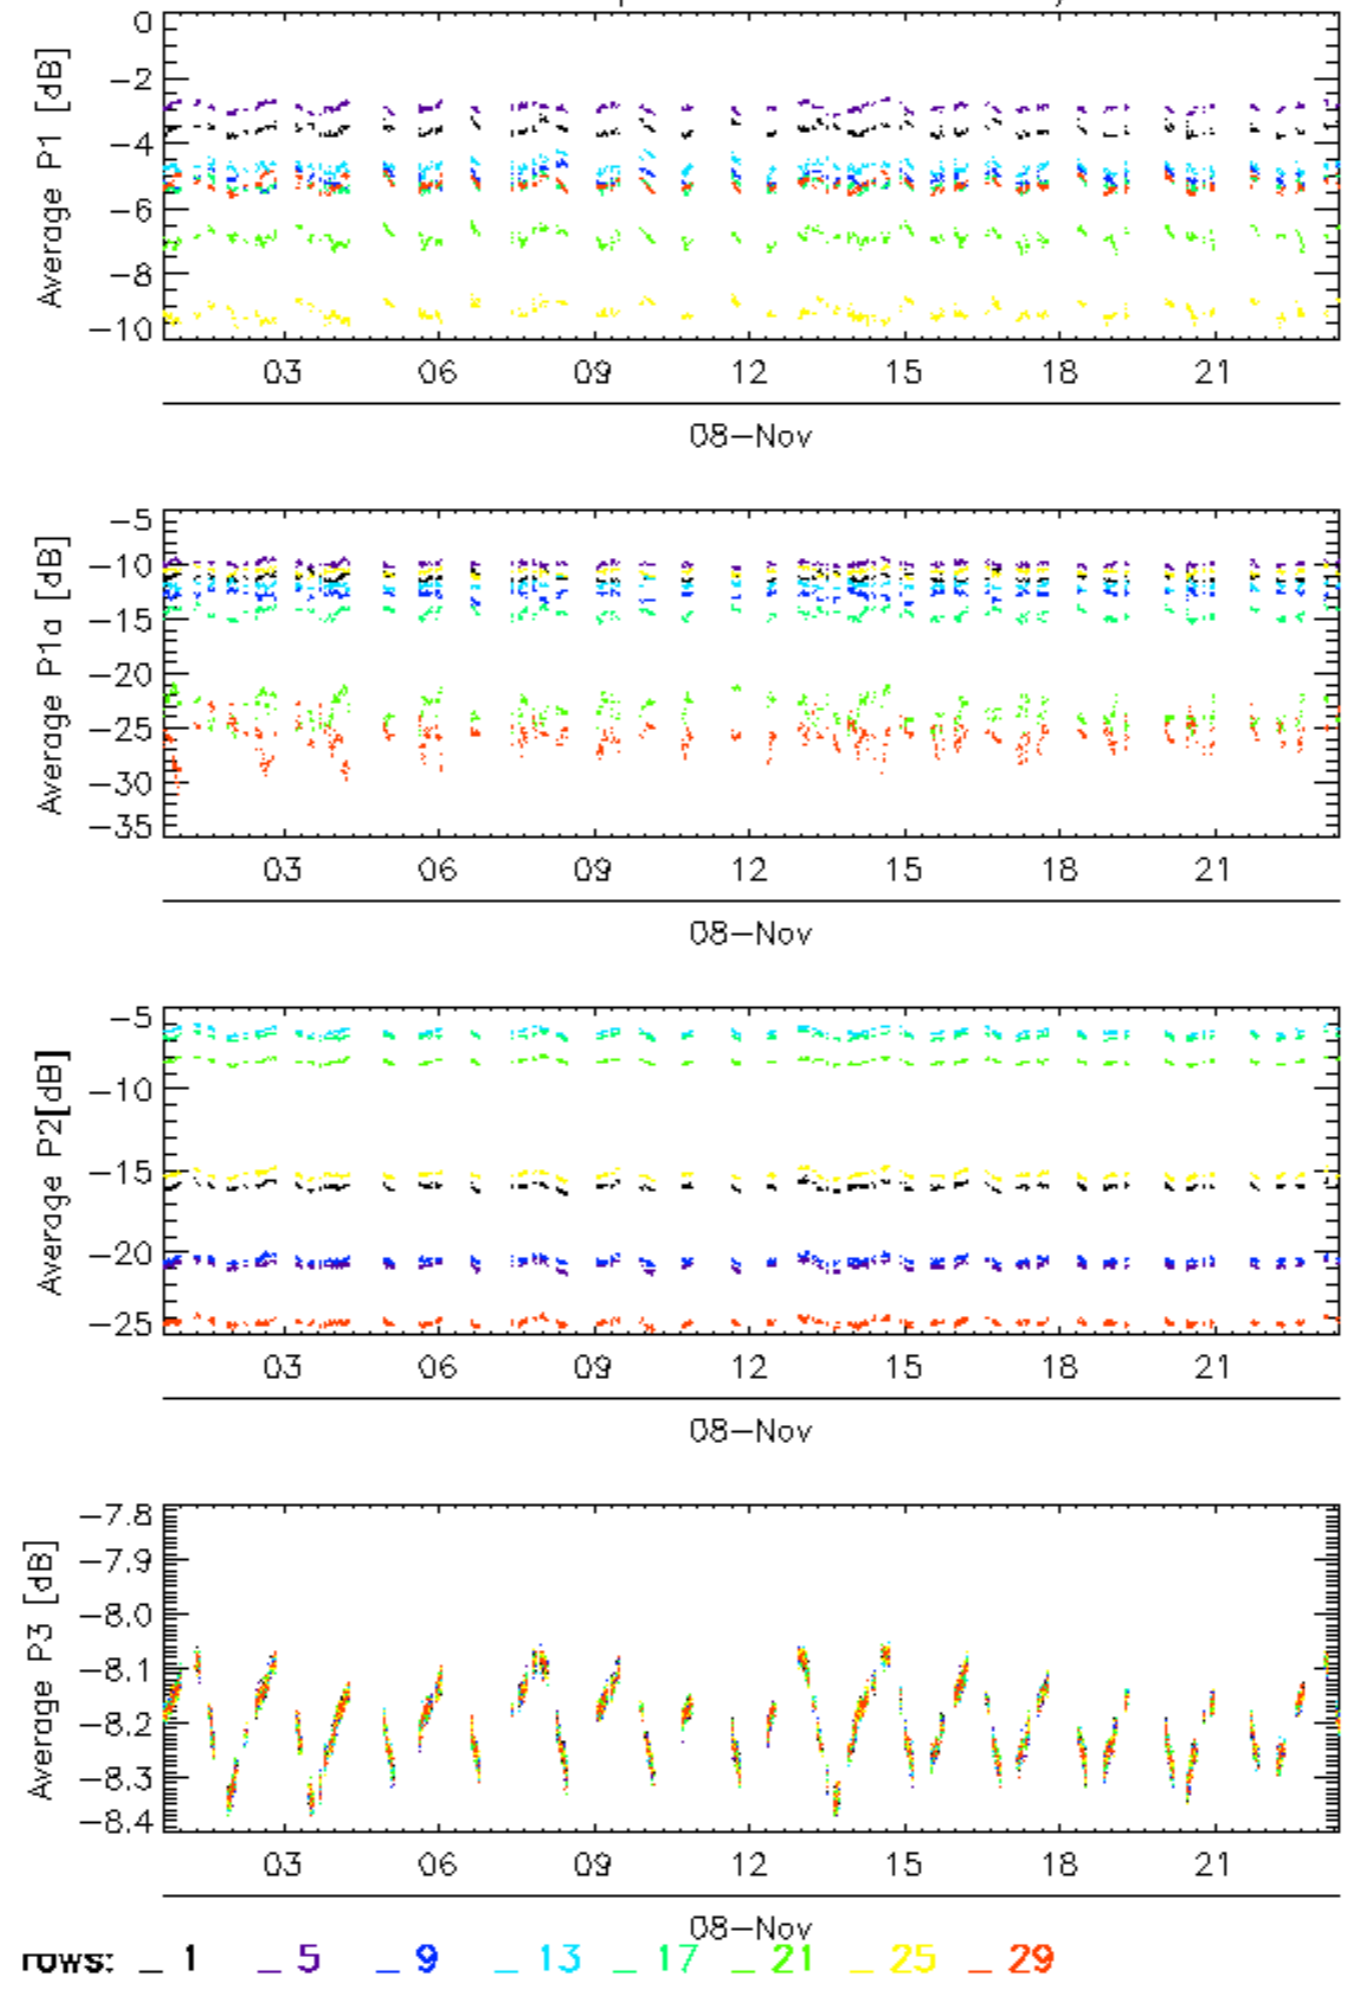 Average P1 [dB]
0
−2
−4
−6
−8
−10
03 06 09 12 15 18 21
08−Nov
Average P1a [dB]
−5
−10
−15
−20
−25
−30
−35
03 06 09 12 15 18 21
08−Nov
Average P2[dB]
−5
−10
−15
−20
−25
03 06 09 12 15 18 21
08−Nov
Average P3 [dB]
−7.8
−7.9
−8.0
−8.1
−8.2
−8.3
−8.4
03 06 09 12 15 18 21
08−Nov
rows: _ 1 _ 5 _ 9 _ 13 _ 17 _ 21 _ 25 _ 29